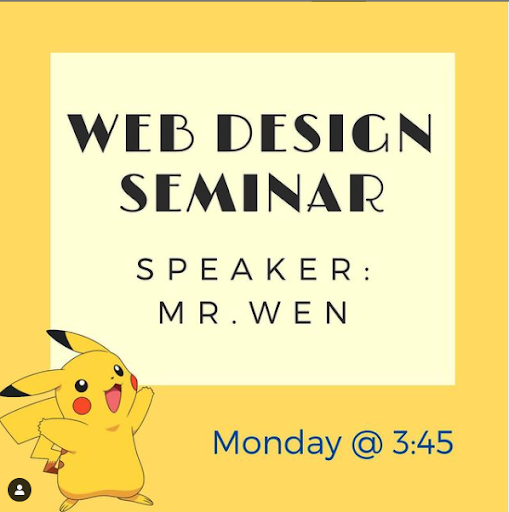 WEB DESIGN
SEMINAR
SPEAKER:
MR.WEN
Monday @ 3:45